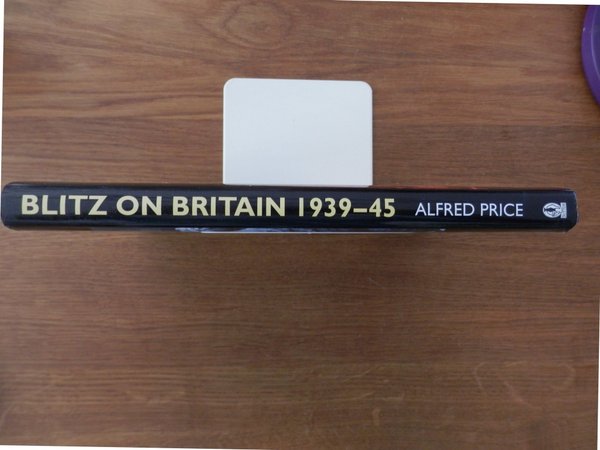 BLITZ ON BRITAIN 1939–45 ALFRED PRICE